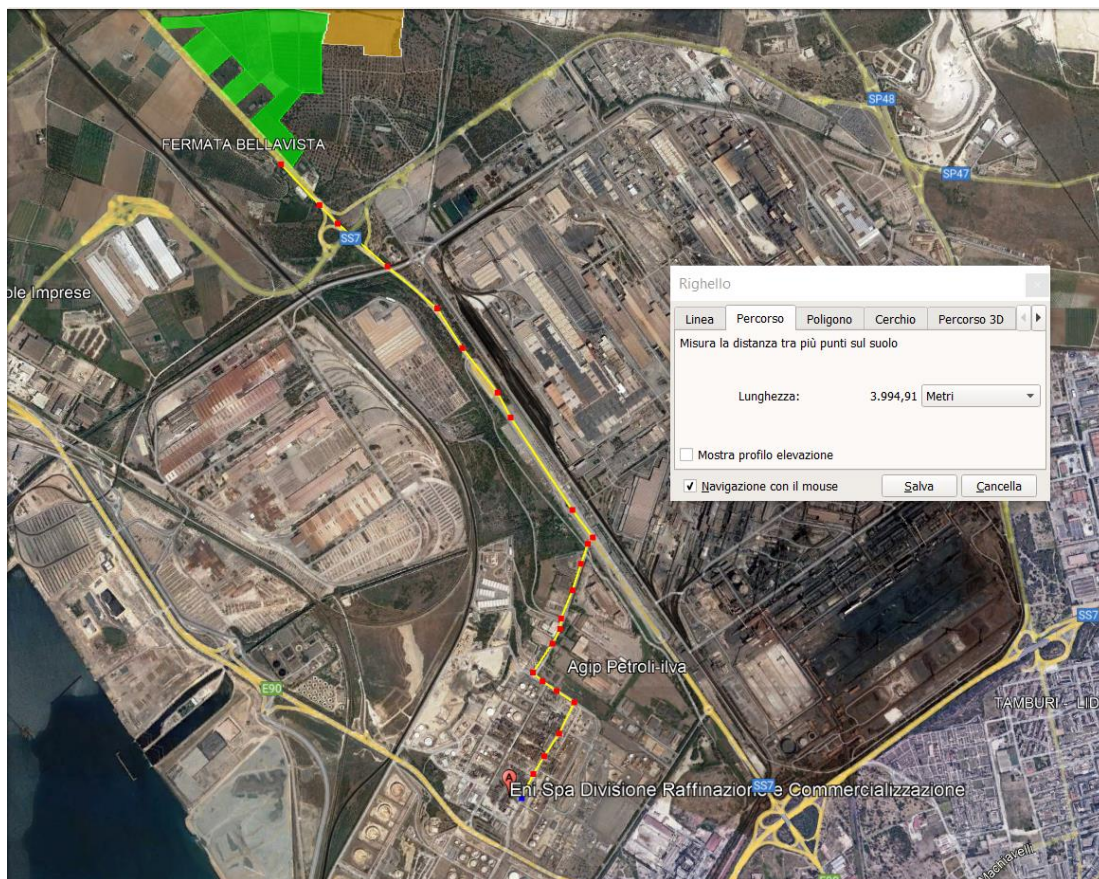 SP48
FERMATA BELLAVISTA
SP47
SS7
ole Imprese
Righello
Linea Percorso Poligono Cerchio Percorso 3D
Misura la distanza tra più punti sul suolo
Lunghezza: 3.994,91 Metri
Mostra profilo elevazione
Navigazione con il mouse Salva Cancella
SS7
Agip Petroli-ilva
E90
TAMBURI - LID
A
SS7
Eni Spa Divisione Raffinazione e Commercializzazione
Machiavelli
E90